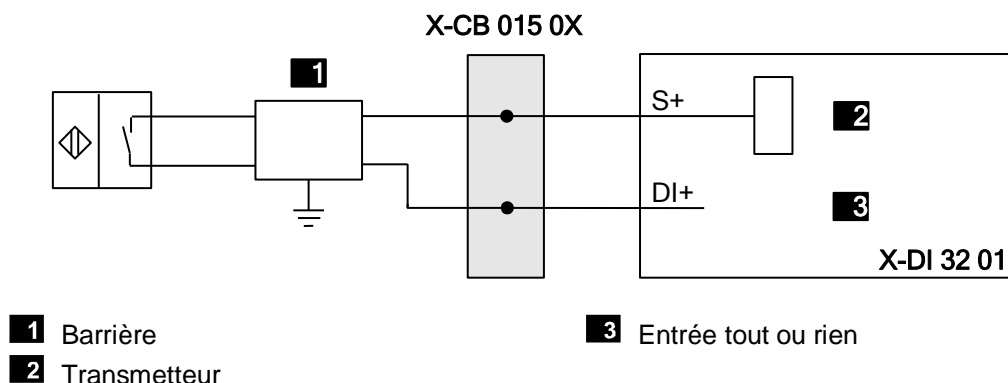 X-CB 015 0X
1
S+
2
DI+
3
X-DI 32 01
1 Barrière
3 Entrée tout ou rien
2 Transmetteur